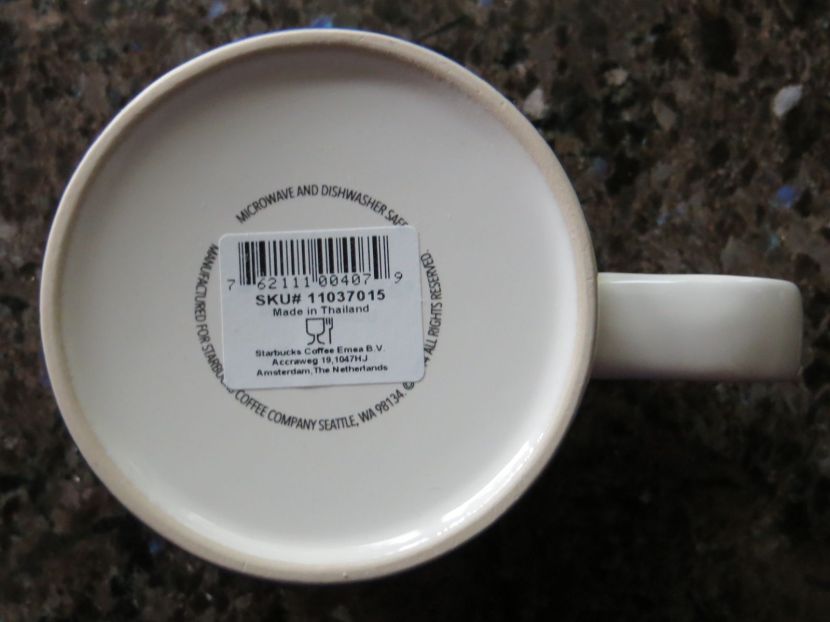 MICROWAVE AND DISHWASHER SAFE
MANUFACTURED FOR STARBUCKS COFFEE COMPANY SEATTLE, WA 98134. © ALL RIGHTS RESERVED.
7 62111 00407 9
SKU# 11037015
Made in Thailand
Starbucks Coffee Emea B.V.
Accraweg 19,1047HJ
Amsterdam,The Netherlands